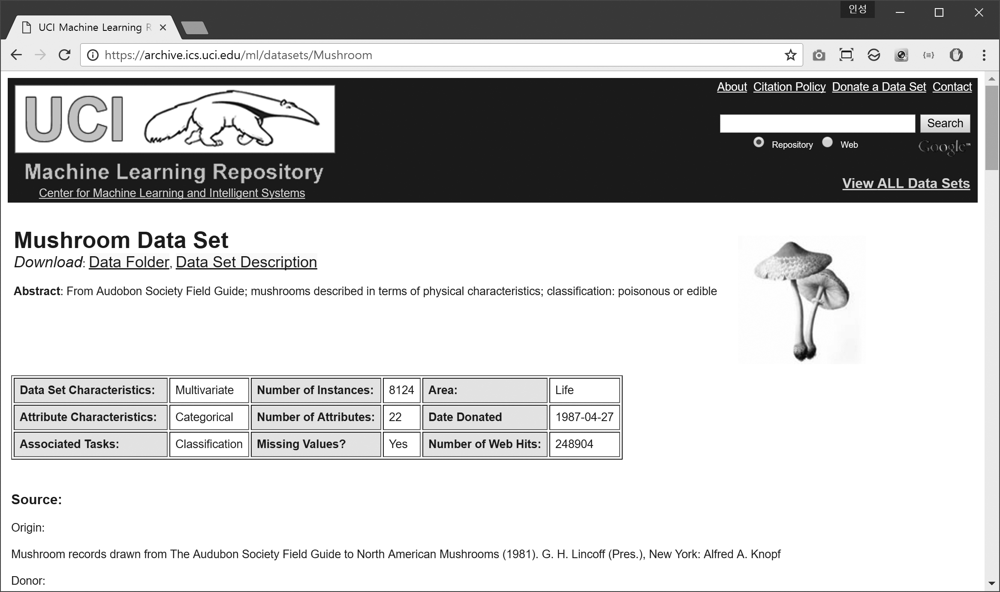 인성
UCI Machine Learning R
https://archive.ics.uci.edu/ml/datasets/Mushroom
About Citation Policy Donate a Data Set Contact
UCI
Search
Repository Web Google™
Machine Learning Repository
Center for Machine Learning and Intelligent Systems
View ALL Data Sets
Mushroom Data Set
Download: Data Folder, Data Set Description
Abstract: From Audobon Society Field Guide; mushrooms described in terms of physical characteristics; classification: poisonous or edible
Data Set Characteristics: Multivariate Number of Instances: 8124 Area: Life
Attribute Characteristics: Categorical Number of Attributes: 22 Date Donated 1987-04-27
Associated Tasks: Classification Missing Values? Yes Number of Web Hits: 248904
Source:
Origin:
Mushroom records drawn from The Audubon Society Field Guide to North American Mushrooms (1981). G. H. Lincoff (Pres.), New York: Alfred A. Knopf
Donor: